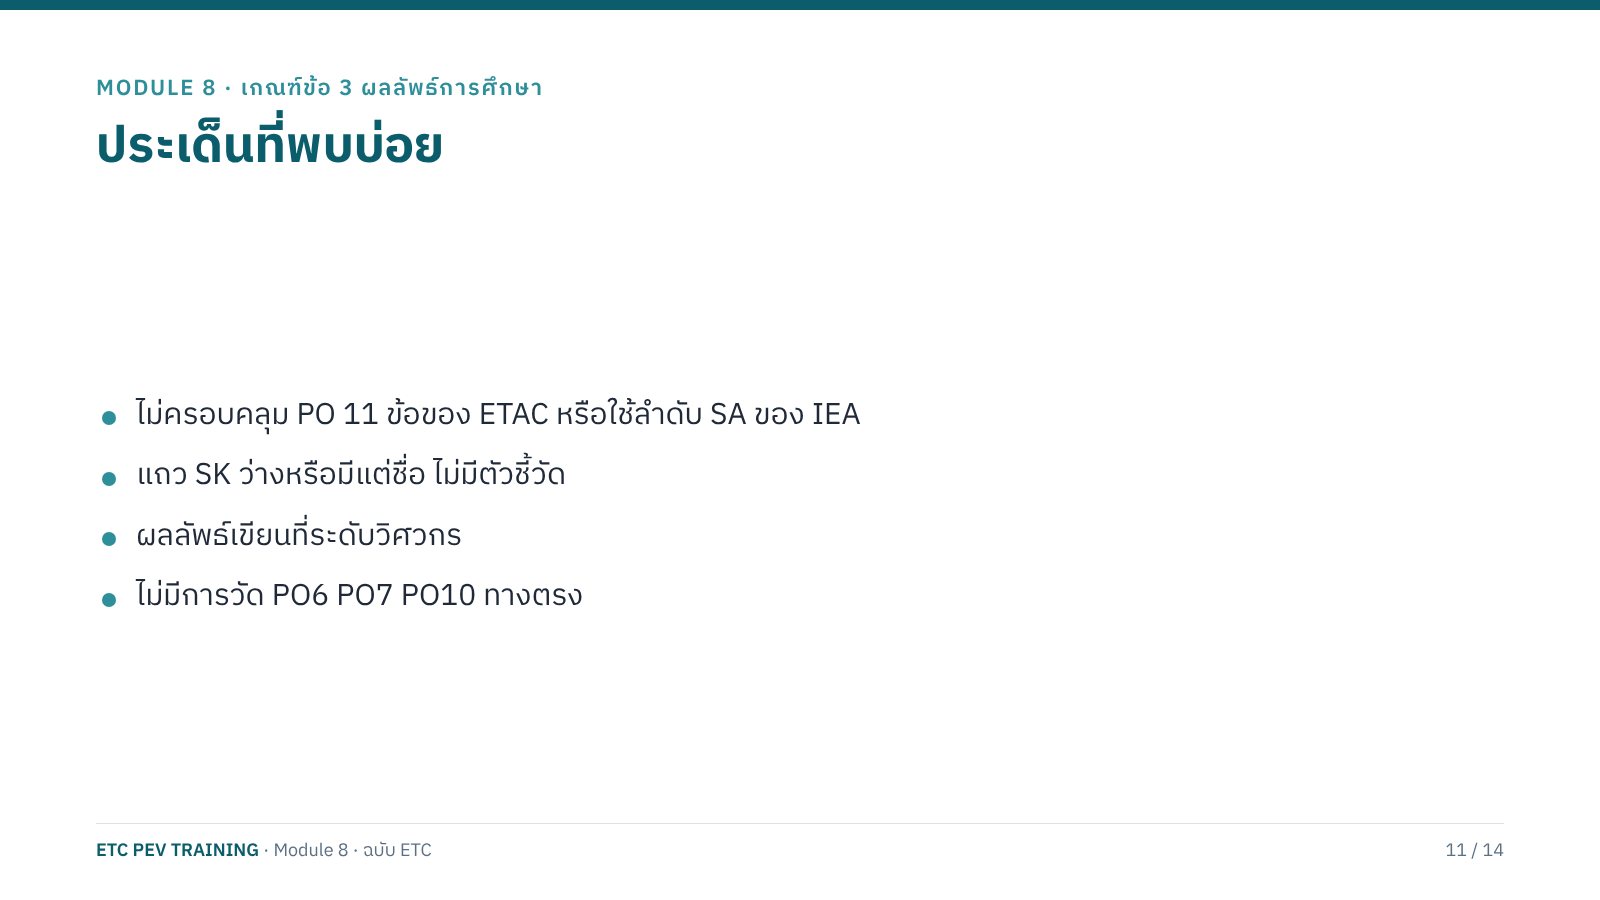 MODULE 8 · เกณฑ์ข้อ 3 ผลลัพธ์การศึกษา
ประเด็นที่พบบ่อย
● ไม่ครอบคลุม PO 11 ข้อของ ETAC หรือใช้ลำดับ SA ของ IEA
● แถว SK ว่างหรือมีแต่ชื่อ ไม่มีตัวชี้วัด
● ผลลัพธ์เขียนที่ระดับวิศวกร
● ไม่มีการวัด PO6 PO7 PO10 ทางตรง
ETC PEV TRAINING · Module 8 · ฉบับ ETC
11 / 14